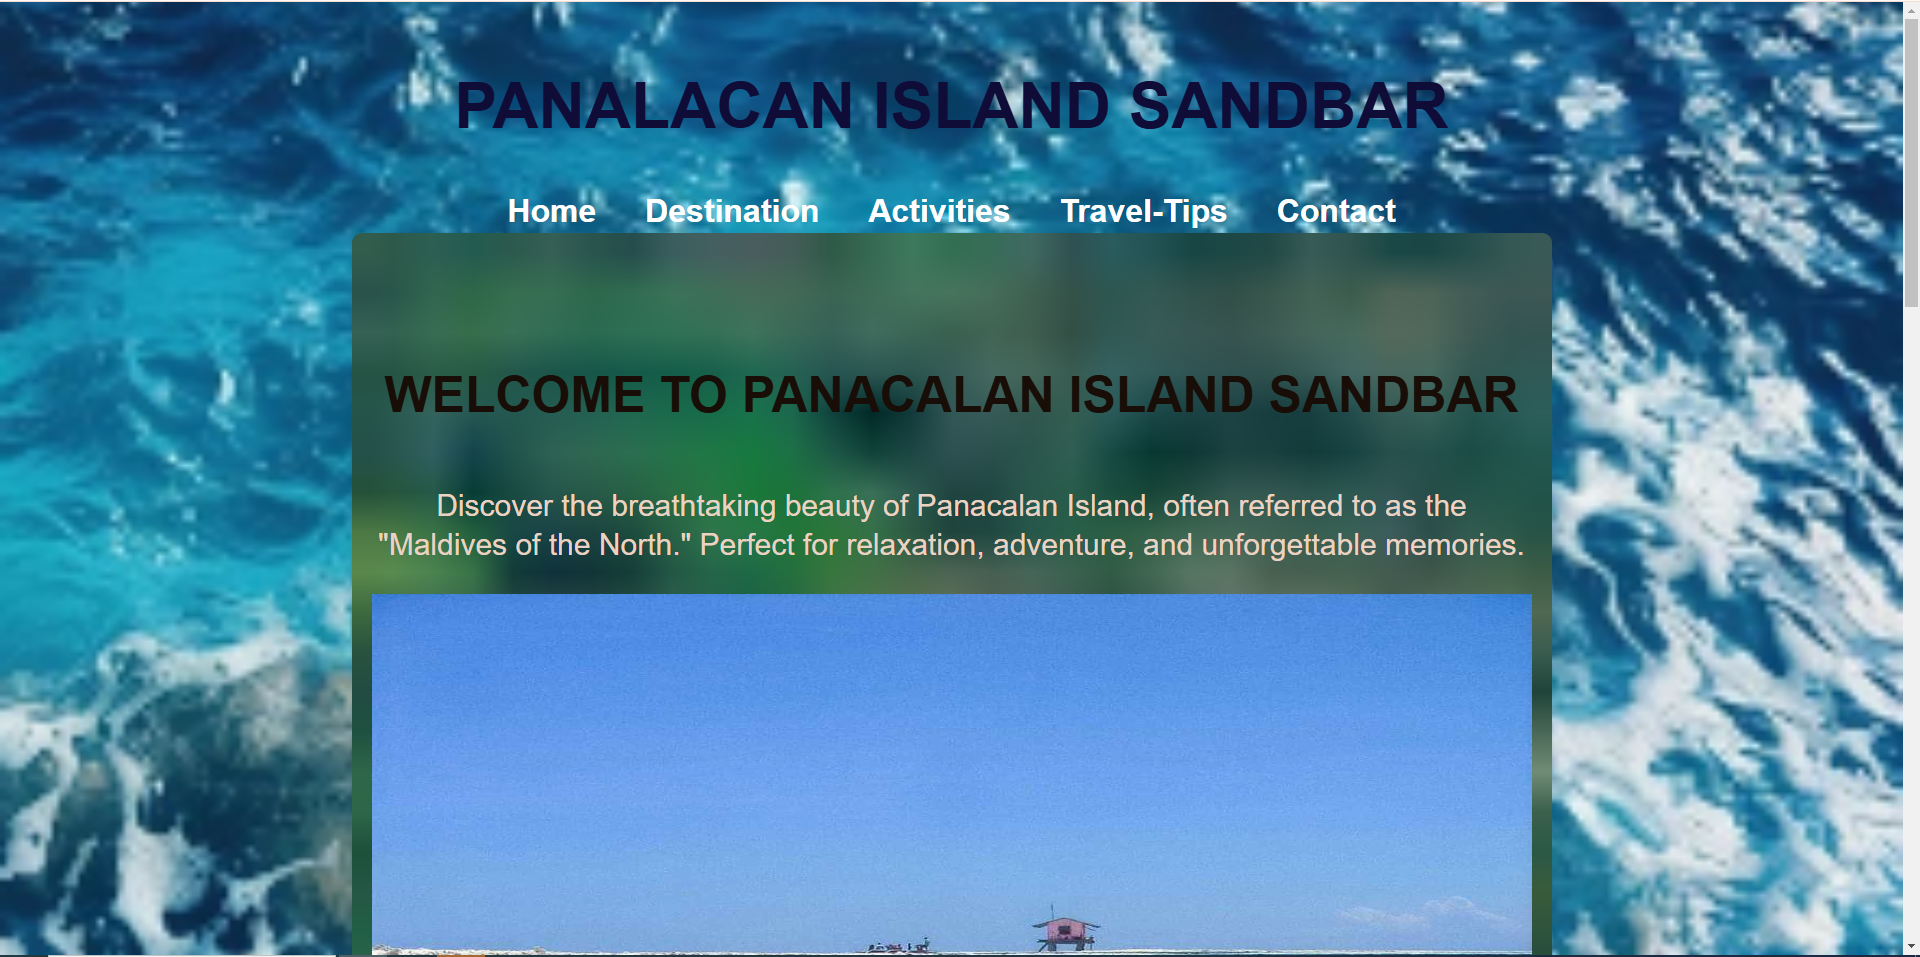 PANALACAN ISLAND SANDBAR
Home Destination Activities Travel-Tips Contact
WELCOME TO PANACALAN ISLAND SANDBAR
Discover the breathtaking beauty of Panacalan Island, often referred to as the
"Maldives of the North." Perfect for relaxation, adventure, and unforgettable memories.